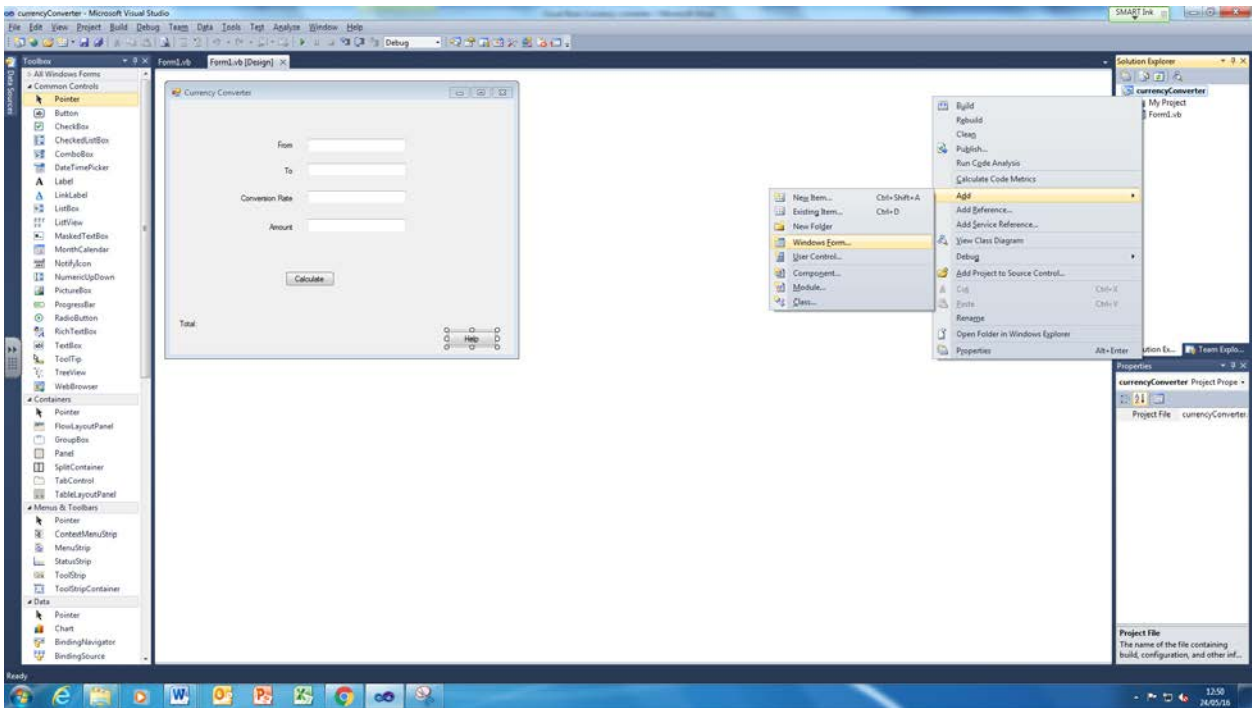 currencyConverter - Microsoft Visual Studio
SMART Ink
File Edit View Project Build Debug Team Data Tools Test Analyze Window Help
Debug
Toolbox
Form1.vb Form1.vb [Design]
Solution Explorer
Data Sources
All Windows Forms
Common Controls
Pointer
Button
CheckBox
CheckedListBox
ComboBox
DateTimePicker
Label
LinkLabel
ListBox
ListView
MaskedTextBox
MonthCalendar
NotifyIcon
NumericUpDown
PictureBox
ProgressBar
RadioButton
RichTextBox
TextBox
ToolTip
TreeView
WebBrowser
Containers
Pointer
FlowLayoutPanel
GroupBox
Panel
SplitContainer
TabControl
TableLayoutPanel
Menus & Toolbars
Pointer
ContextMenuStrip
MenuStrip
StatusStrip
ToolStrip
ToolStripContainer
Data
Pointer
Chart
BindingNavigator
BindingSource
Currency Converter
From
To
Conversion Rate
Amount
Calculate
Total
Help
New Item... Ctrl+Shift+A
Existing Item... Ctrl+D
New Folder
Windows Form...
User Control...
Component...
Module...
Class...
Build
Rebuild
Clean
Publish...
Run Code Analysis
Calculate Code Metrics
Add
Add Reference...
Add Service Reference...
View Class Diagram
Debug
Add Project to Source Control...
Cut Ctrl+X
Paste Ctrl+V
Rename
Open Folder in Windows Explorer
Properties Alt+Enter
currencyConverter
My Project
Form1.vb
ution Ex... Team Explo...
Properties
currencyConverter Project Prope
Project File currencyConverter.
Project File
The name of the file containing
build, configuration, and other inf...
Ready
12:50
24/05/16